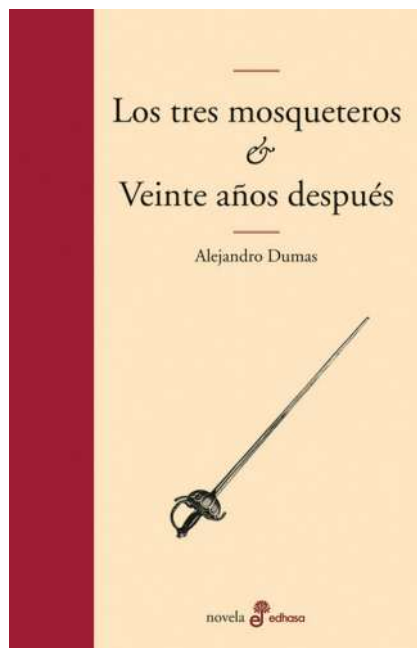 Los tres mosqueteros
&
Veinte años después
Alejandro Dumas
novela edhasa